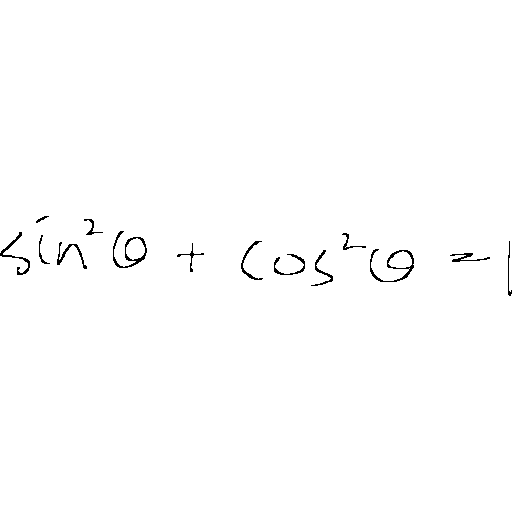 sin²θ + cos²θ = 1